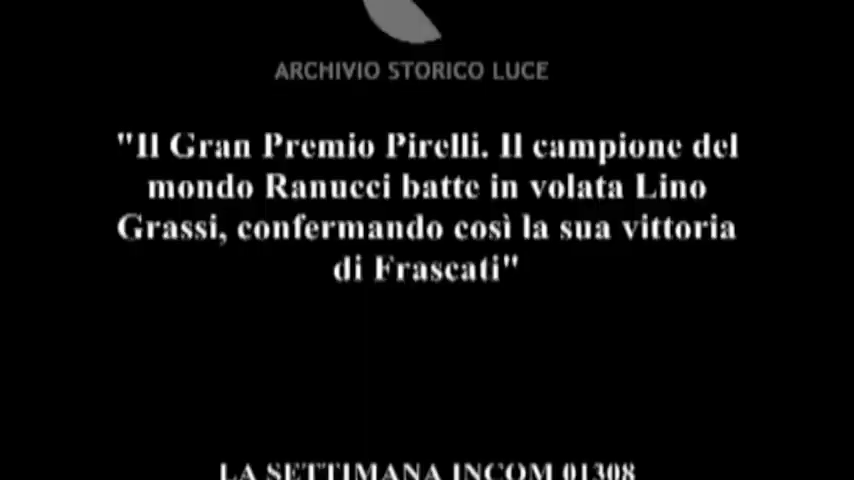 ARCHIVIO STORICO LUCE
"Il Gran Premio Pirelli. Il campione del
mondo Ranucci batte in volata Lino
Grassi, confermando così la sua vittoria
di Frascati"
LA SETTIMANA INCOM 01308